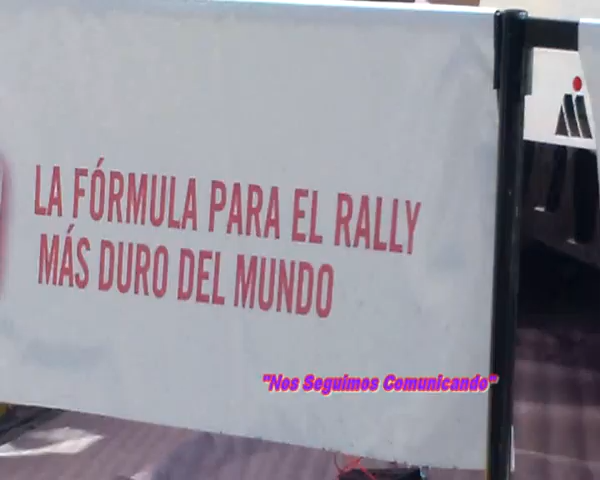 LA FÓRMULA PARA EL RALLY
MÁS DURO DEL MUNDO
"Nos Seguimos Comunicando"